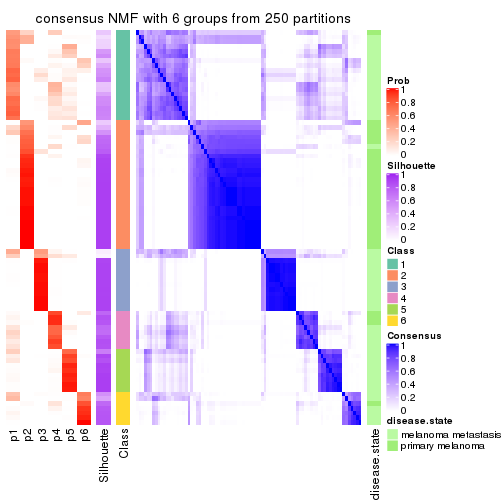 consensus NMF with 6 groups from 250 partitions
p1
p2
p3
p4
p5
p6
Silhouette
Class
disease.state
Prob
1
0.8
0.6
0.4
0.2
0
Silhouette
1
0.8
0.6
0.4
0.2
0
Class
1
2
3
4
5
6
Consensus
1
0.8
0.6
0.4
0.2
0
disease.state
melanoma metastasis
primary melanoma